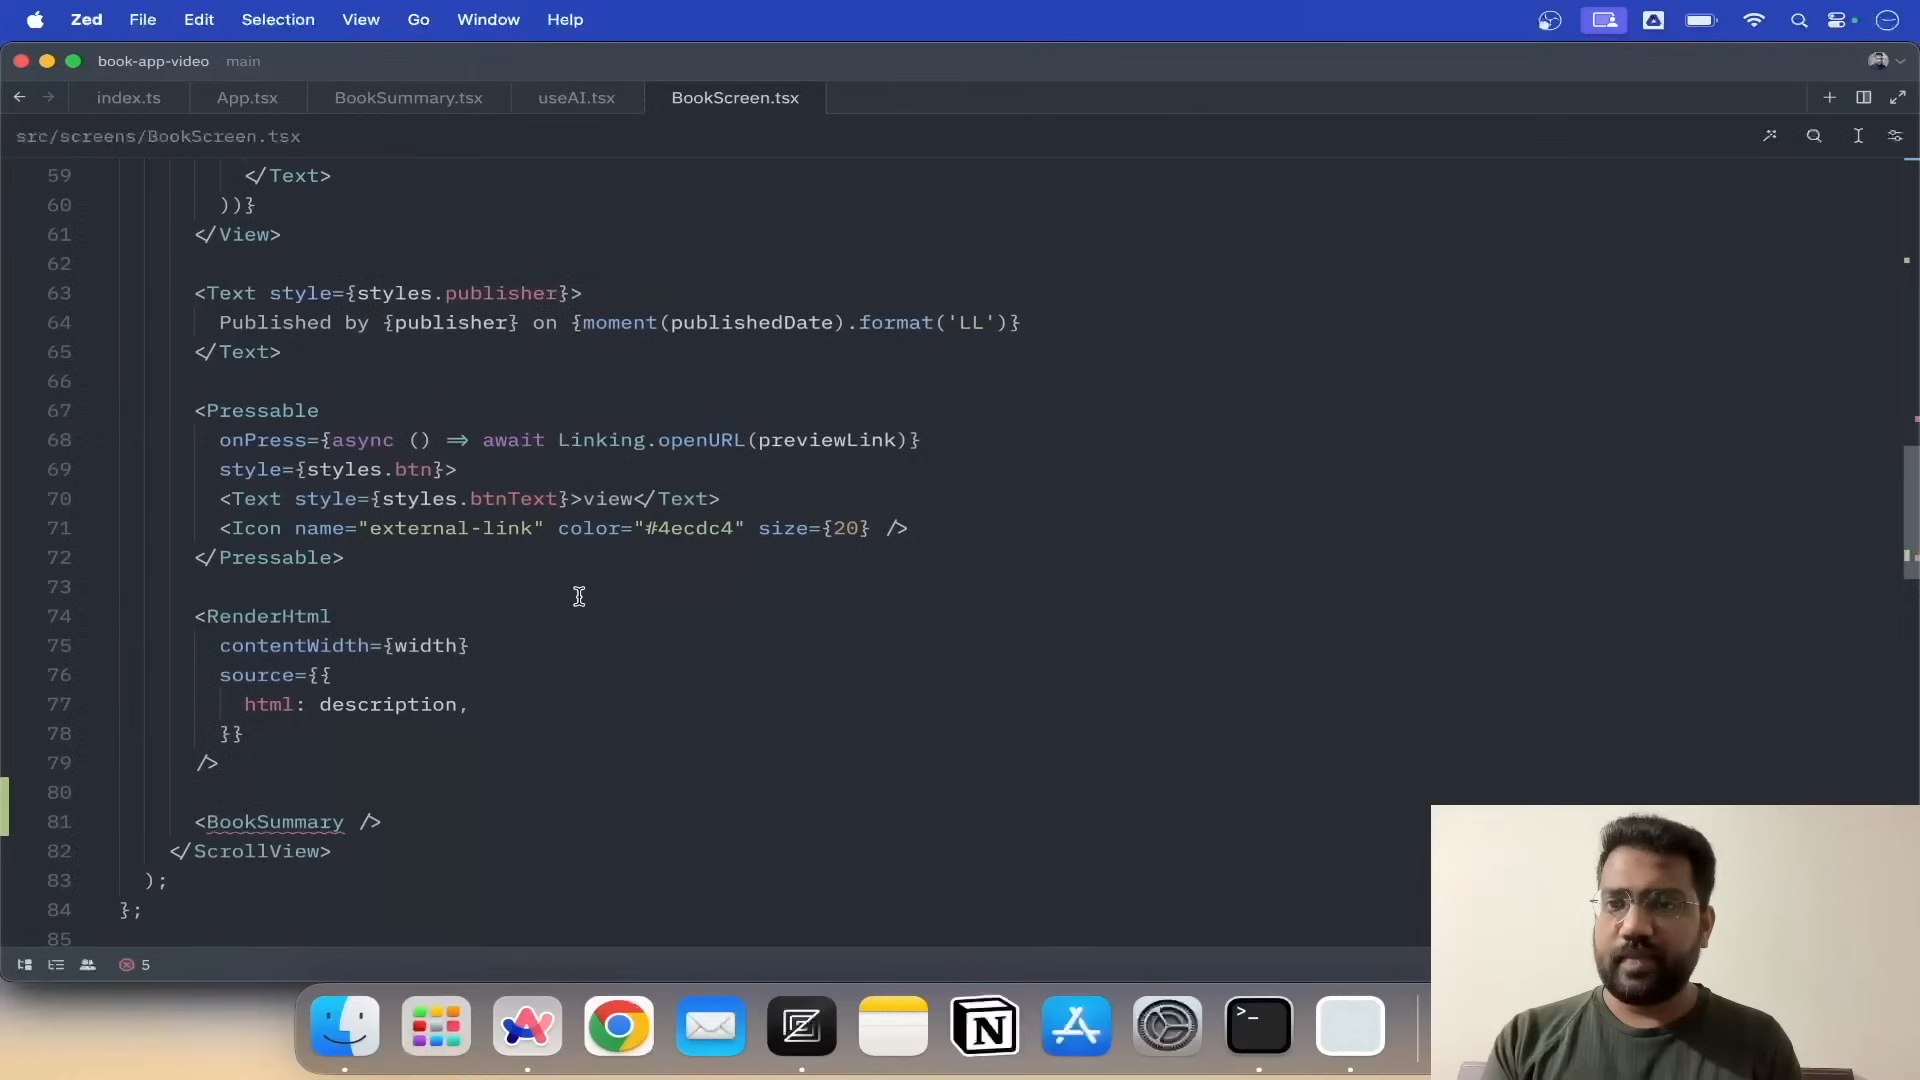 Zed File Edit Selection View Go Window Help
book-app-video main
index.ts App.tsx BookSummary.tsx useAI.tsx BookScreen.tsx
src/screens/BookScreen.tsx
59 </Text>
60 ))}
61 </View>
62
63 <Text style={styles.publisher}>
64 Published by {publisher} on {moment(publishedDate).format('LL')}
65 </Text>
66
67 <Pressable
68 onPress={async () => await Linking.openURL(previewLink)}
69 style={styles.btn}>
70 <Text style={styles.btnText}>view</Text>
71 <Icon name="external-link" color="#4ecdc4" size={20} />
72 </Pressable>
73
74 <RenderHtml
75 contentWidth={width}
76 source={{
77 html: description,
78 }}
79 />
80
81 <BookSummary />
82 </ScrollView>
83 );
84 };
85
5